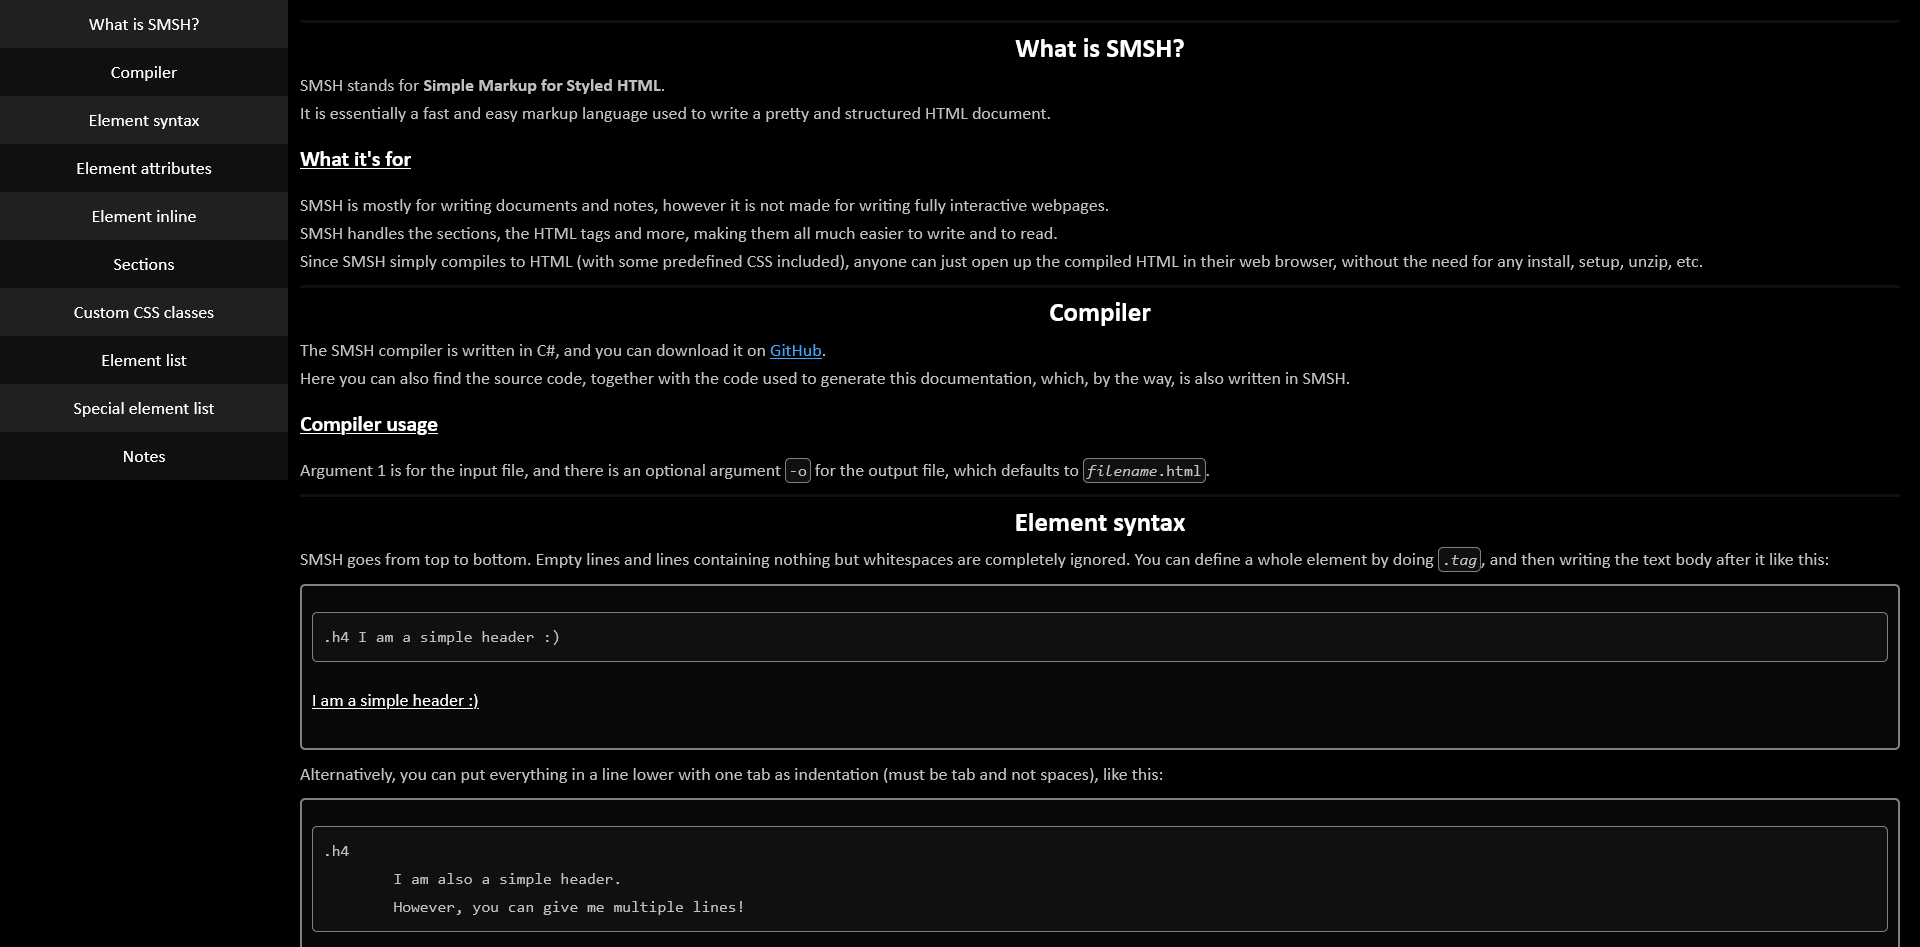 What is SMSH?
Compiler
Element syntax
Element attributes
Element inline
Sections
Custom CSS classes
Element list
Special element list
Notes
What is SMSH?
SMSH stands for Simple Markup for Styled HTML.
It is essentially a fast and easy markup language used to write a pretty and structured HTML document.
What it's for
SMSH is mostly for writing documents and notes, however it is not made for writing fully interactive webpages.
SMSH handles the sections, the HTML tags and more, making them all much easier to write and to read.
Since SMSH simply compiles to HTML (with some predefined CSS included), anyone can just open up the compiled HTML in their web browser, without the need for any install, setup, unzip, etc.
Compiler
The SMSH compiler is written in C#, and you can download it on GitHub.
Here you can also find the source code, together with the code used to generate this documentation, which, by the way, is also written in SMSH.
Compiler usage
Argument 1 is for the input file, and there is an optional argument -o for the output file, which defaults to filename.html.
Element syntax
SMSH goes from top to bottom. Empty lines and lines containing nothing but whitespaces are completely ignored. You can define a whole element by doing .tag, and then writing the text body after it like this:
.h4 I am a simple header :)
I am a simple header :)
Alternatively, you can put everything in a line lower with one tab as indentation (must be tab and not spaces), like this:
.h4
I am also a simple header.
However, you can give me multiple lines!